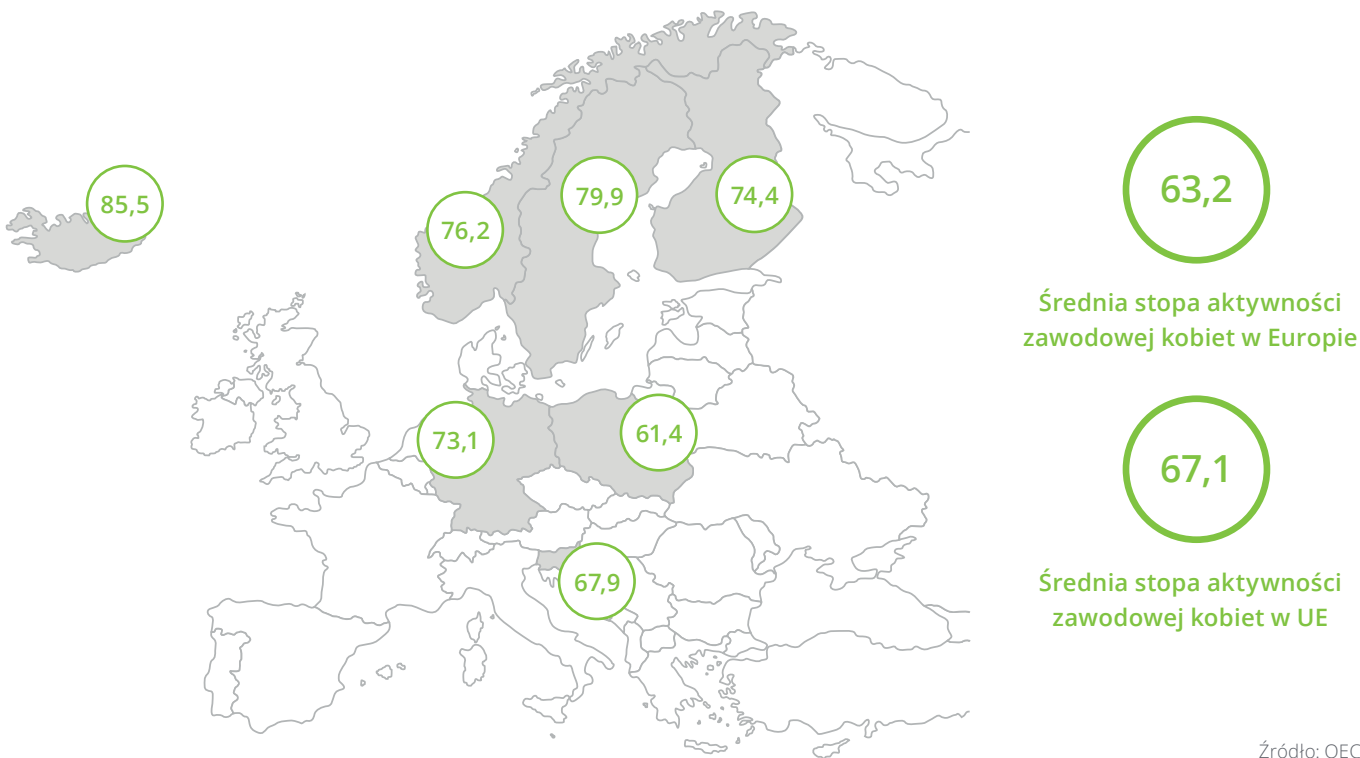 85,5
76,2
79,9
74,4
73,1
61,4
67,9
63,2
Średnia stopa aktywności
zawodowej kobiet w Europie
67,1
Średnia stopa aktywności
zawodowej kobiet w UE
Źródło: OEC